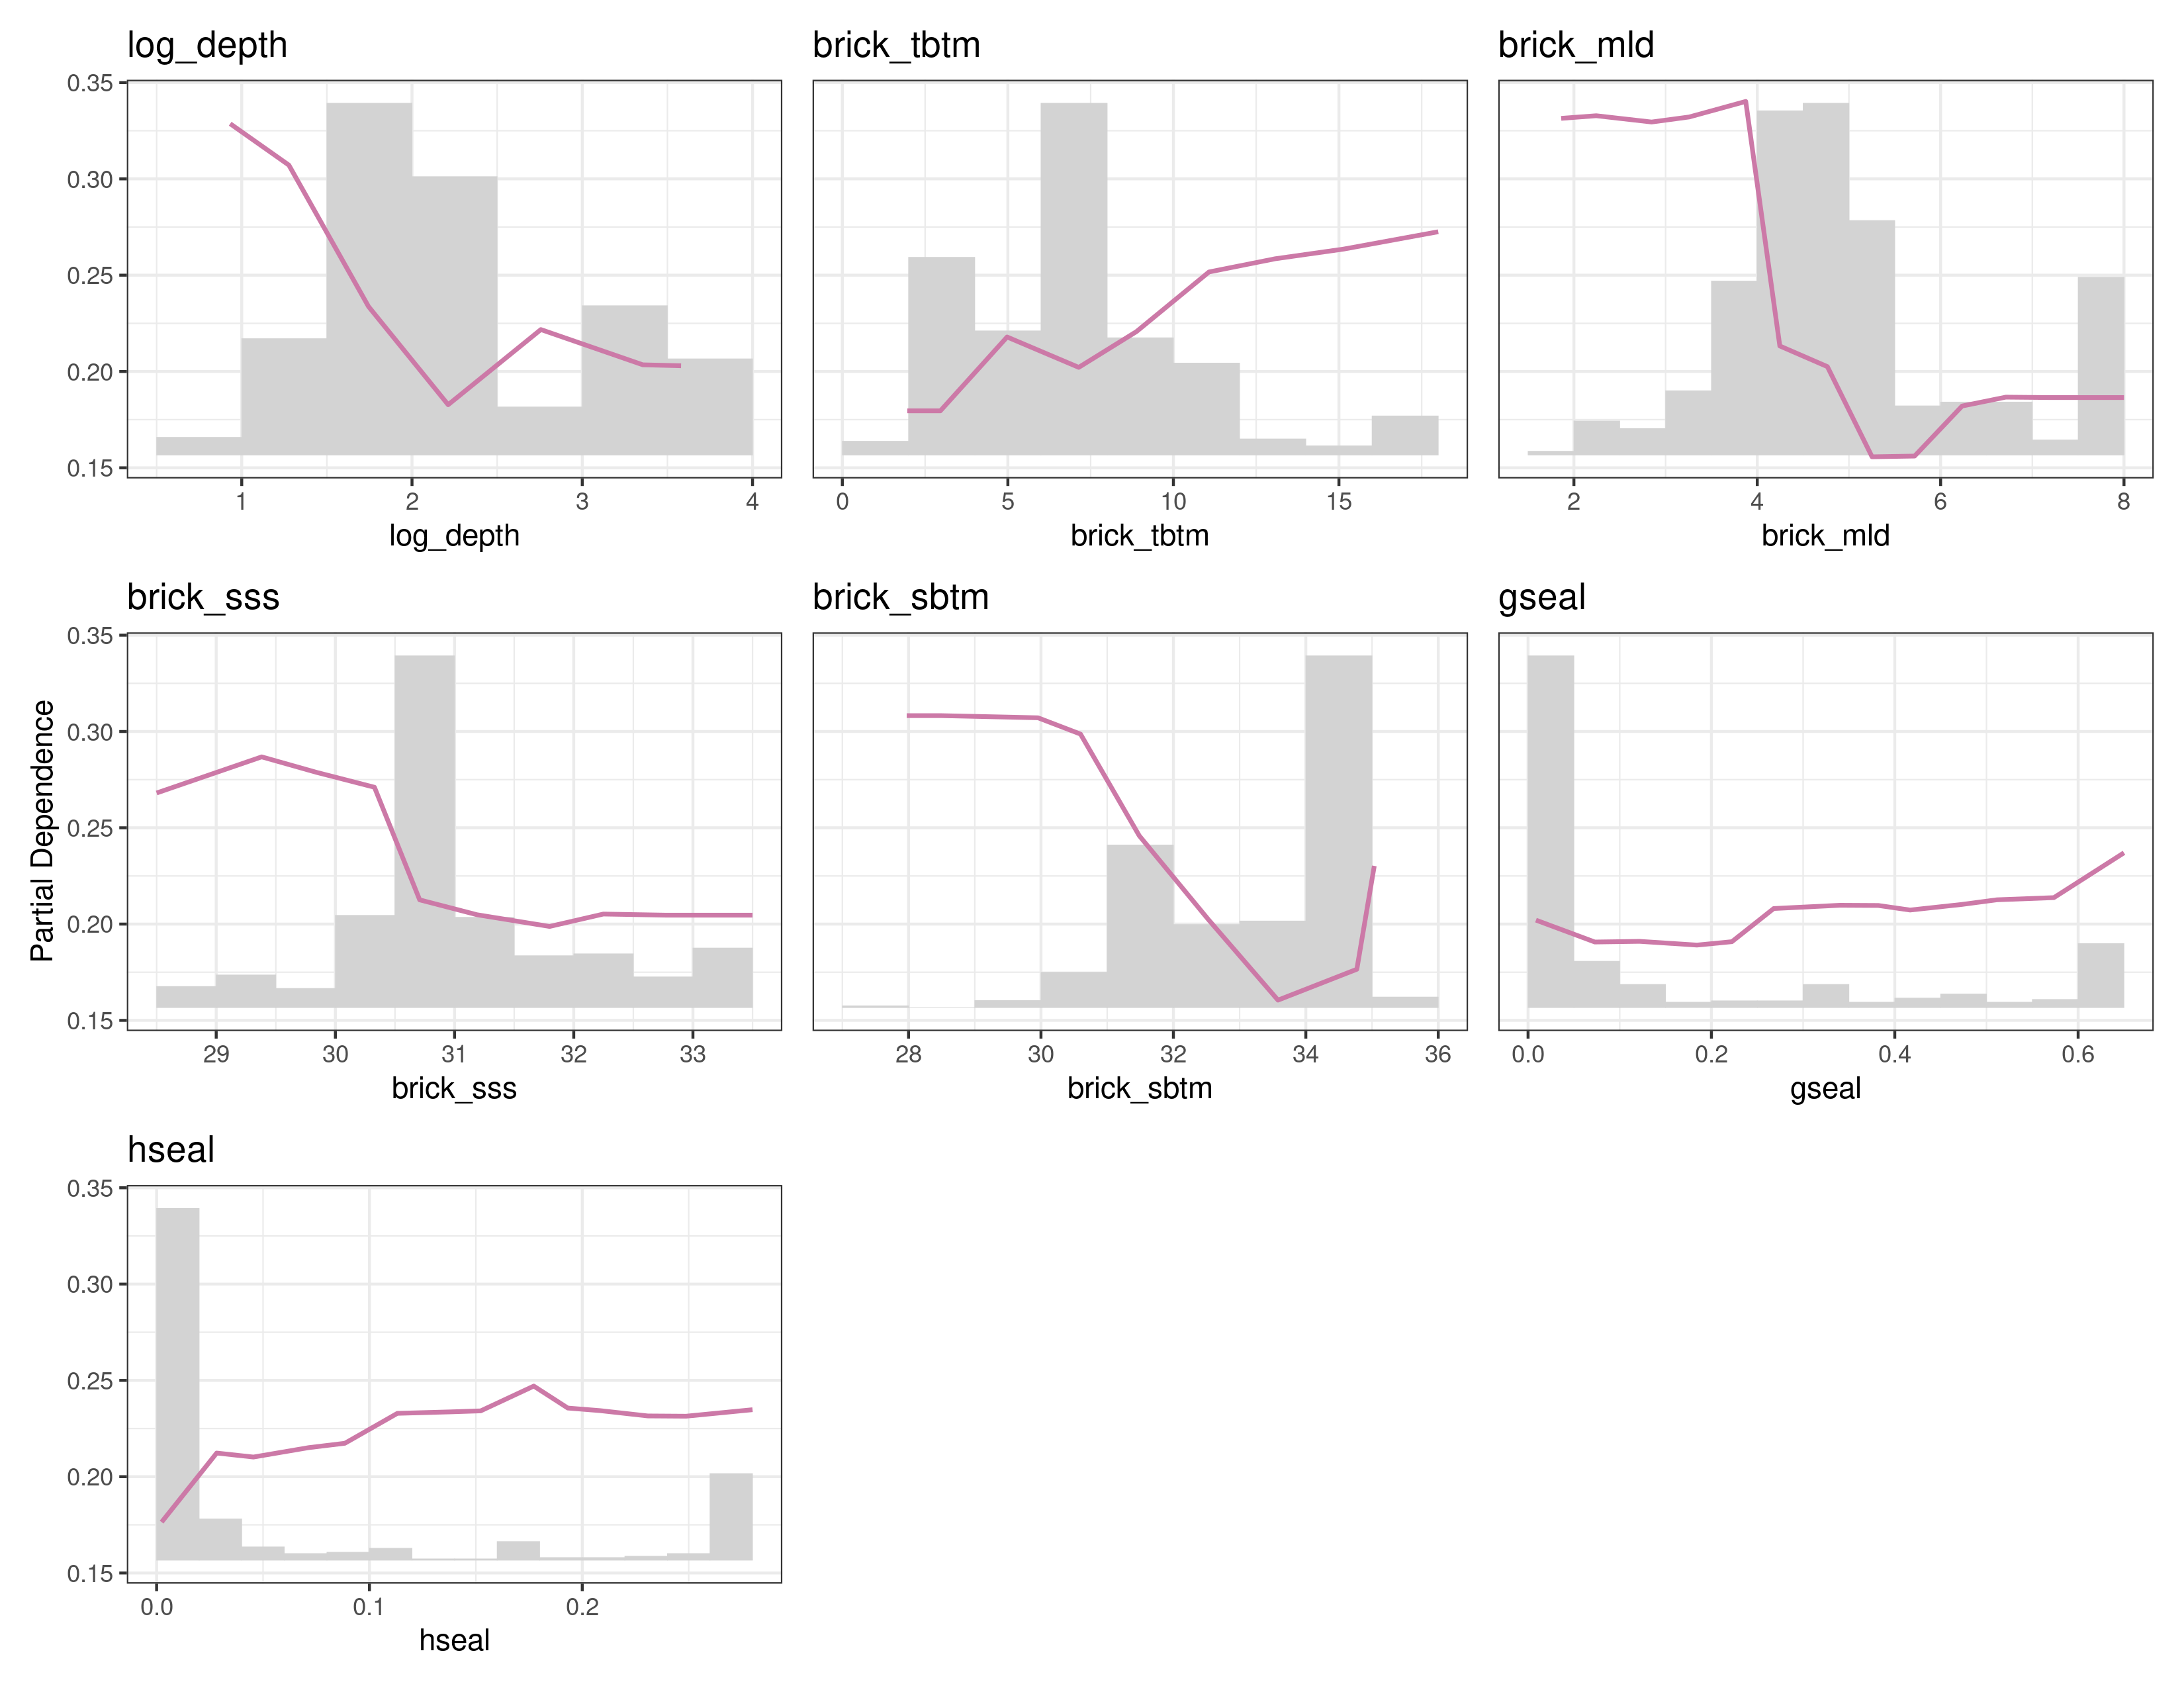 log_depth
brick_tbtm
brick_mld
0.35
0.30
0.25
0.20
0.15
1 2 3 4
0 5 10 15
2 4 6 8
log_depth
brick_tbtm
brick_mld
brick_sss
brick_sbtm
gseal
Partial Dependence
0.35
0.30
0.25
0.20
0.15
29 30 31 32 33
28 30 32 34 36
0.0 0.2 0.4 0.6
brick_sss
brick_sbtm
gseal
hseal
0.35
0.30
0.25
0.20
0.15
0.0 0.1 0.2
hseal